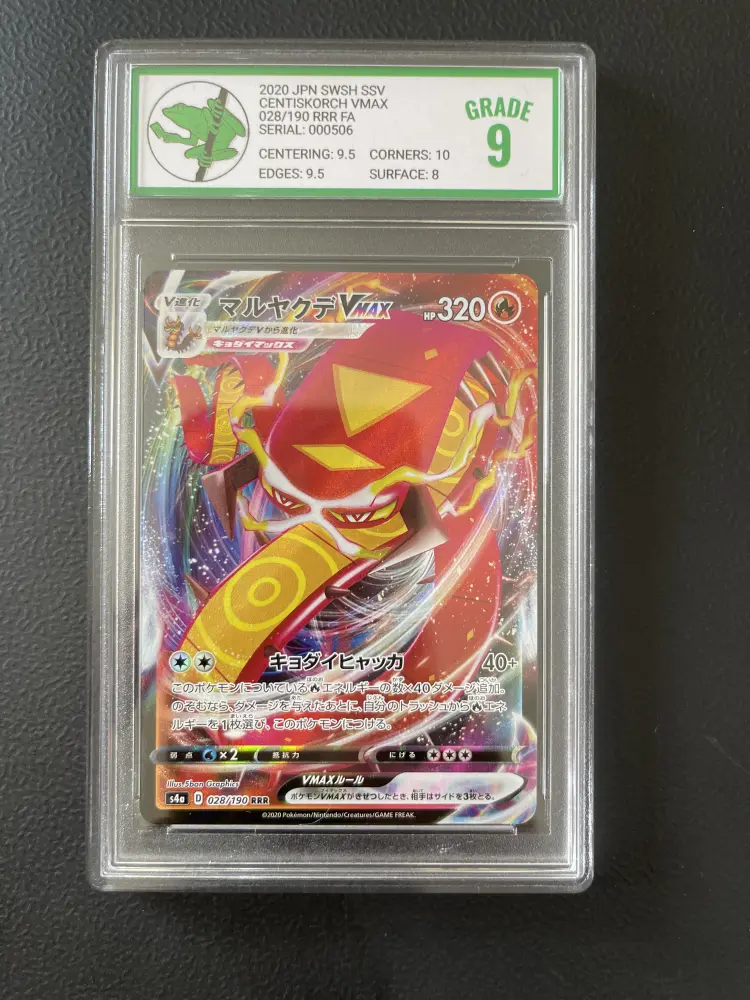 2020 JPN SWSH SSV
CENTISKORCH VMAX
028/190 RRR FA
SERIAL: 000506
CENTERING: 9.5 CORNERS: 10
EDGES: 9.5 SURFACE: 8
GRADE
9
V進化
マルヤクデVMAX
HP320
マルヤクデVから進化
キョダイマックス
キョダイヒャッカ 40+
このポケモンについている エネルギーの数×40ダメージ追加。
のぞむなら、ダメージを与えたあとに、自分のトラッシュから エネ
ルギーを1枚選び、このポケモンにつける。
弱点 ×2 抵抗力 にげる
Illus. 5ban Graphics
VMAXルール
ポケモンVMAXがきぜつしたとき、相手はサイドを3枚とる。
s4a D 028/190 RRR
©2020 Pokémon/Nintendo/Creatures/GAME FREAK.